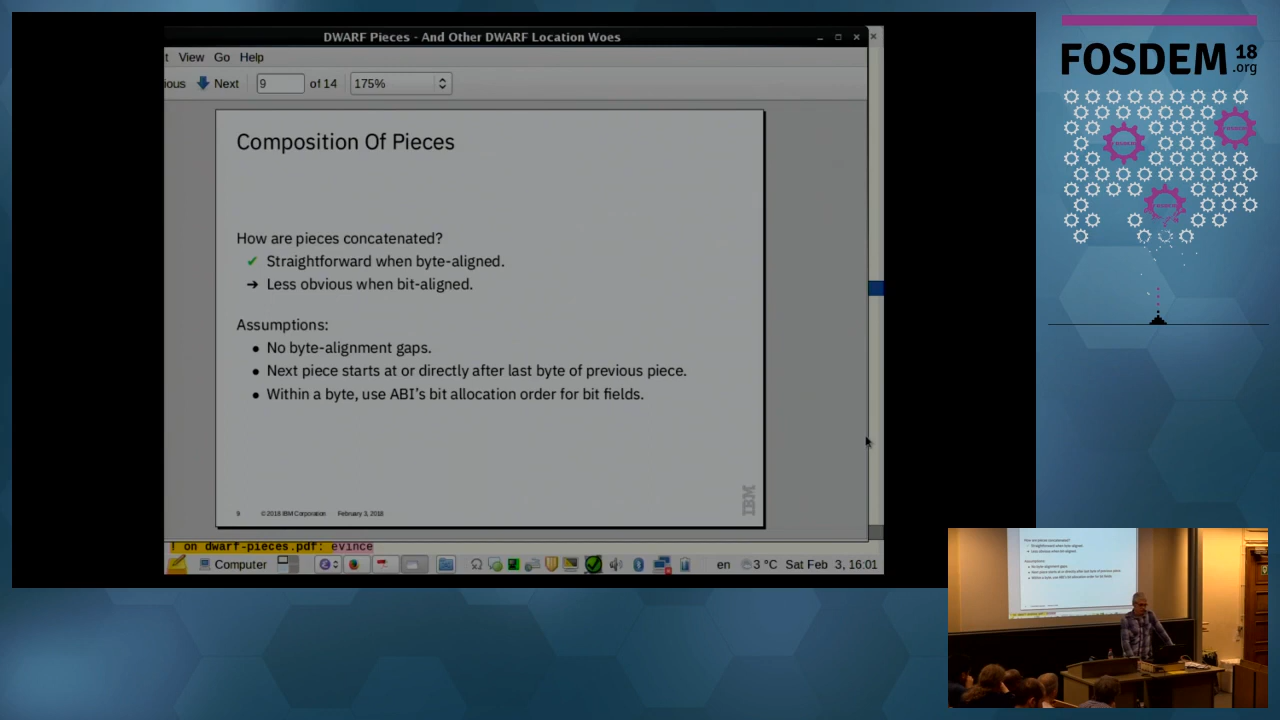 DWARF Pieces - And Other DWARF Location Woes
t View Go Help
ious Next 9 of 14 175%
Composition Of Pieces
How are pieces concatenated?
✔ Straightforward when byte-aligned.
➔ Less obvious when bit-aligned.
Assumptions:
• No byte-alignment gaps.
• Next piece starts at or directly after last byte of previous piece.
• Within a byte, use ABI's bit allocation order for bit fields.
9 © 2018 IBM Corporation February 3, 2018
IBM
! on dwarf-pieces.pdf: -since
Computer
en 3 °C Sat Feb 3, 16:01
FOSDEM 18
.org